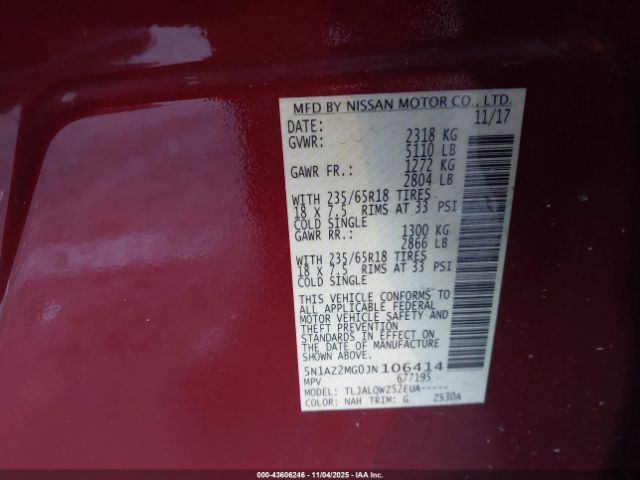 MFD BY NISSAN MOTOR CO., LTD.
DATE: 11/17
GVWR: 2318 KG
5110 LB
GAWR FR.: 1272 KG
2804 LB
WITH 235/65R18 TIRES
18 X 7.5 RIMS AT 33 PSI
COLD SINGLE
GAWR RR.: 1300 KG
2866 LB
WITH 235/65R18 TIRES
18 X 7.5 RIMS AT 33 PSI
COLD SINGLE
THIS VEHICLE CONFORMS TO
ALL APPLICABLE FEDERAL
MOTOR VEHICLE SAFETY AND
THEFT PREVENTION
STANDARDS IN EFFECT ON
THE DATE OF MANUFACTURE
SHOWN ABOVE.
5N1AZ2MG0JN106414
MPV 677195
MODEL: TLJALQWZ52EUA-----
COLOR: NAH TRIM: G ZS30A
000-43606246 - 11/04/2025 - IAA Inc.